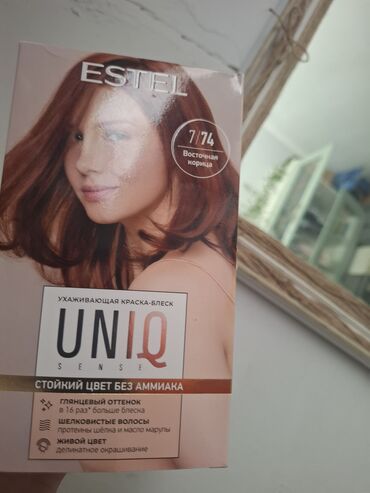 ESTEL
7/74
Восточная
корица
УХАЖИВАЮЩАЯ КРАСКА-БЛЕСК
UNIQ
SENSE
СТОЙКИЙ ЦВЕТ БЕЗ АММИАКА
ГЛЯНЦЕВЫЙ ОТТЕНОК
в 16 раз* больше блеска
ШЕЛКОВИСТЫЕ ВОЛОСЫ
протеины шёлка и масло марулы
ЖИВОЙ ЦВЕТ
деликатное окрашивание